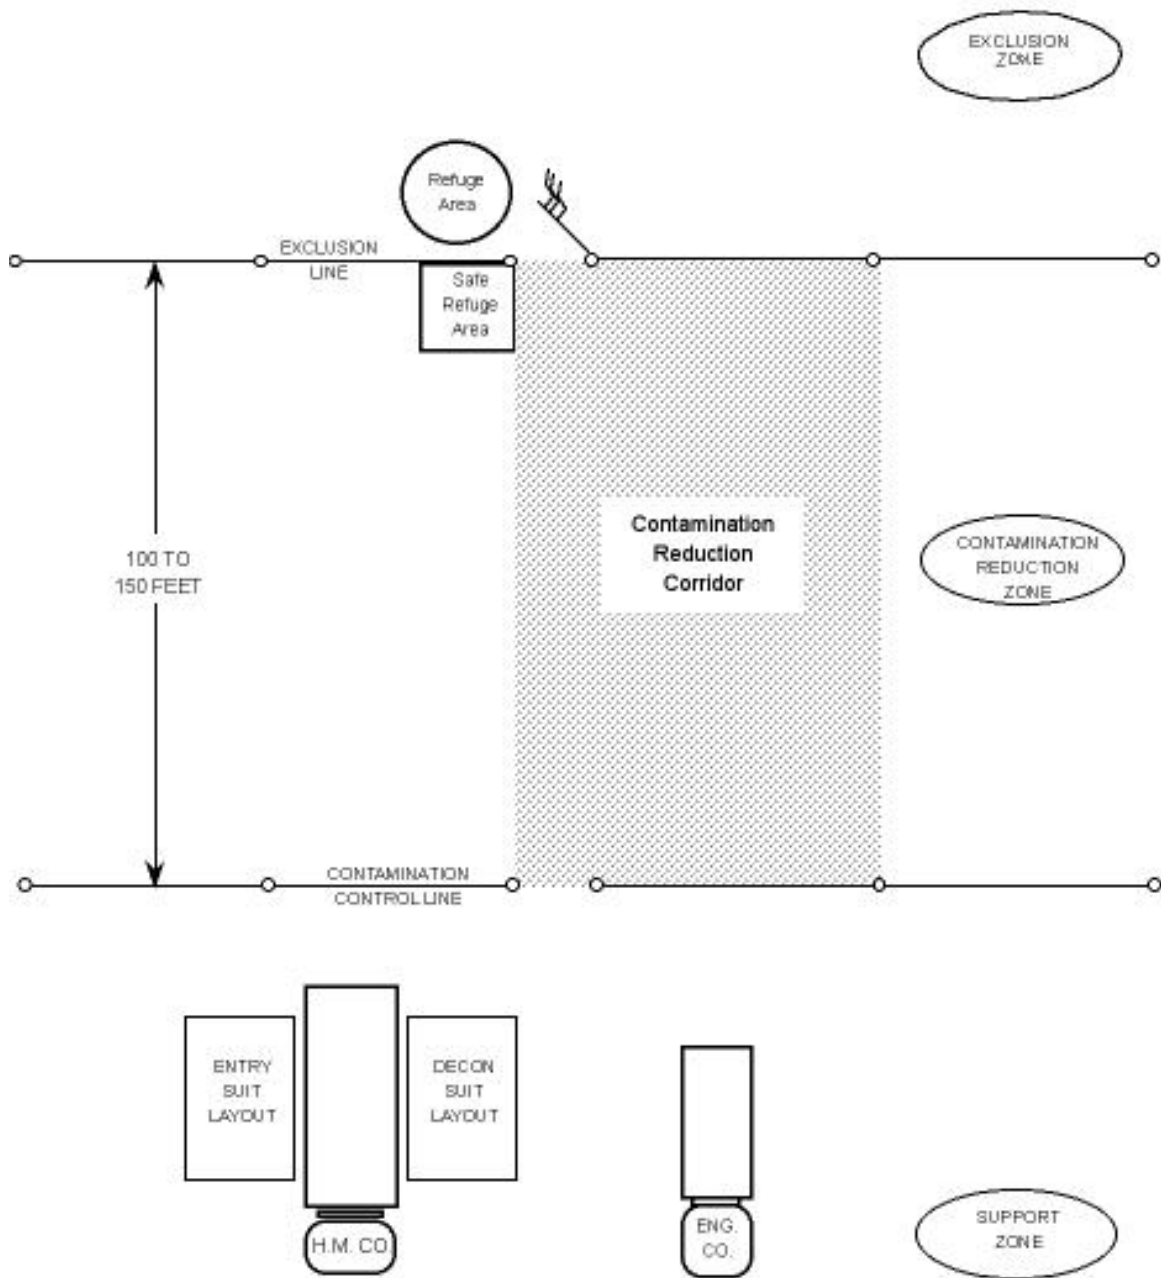 EXCLUSION
ZONE
Refuge
Area
EXCLUSION
LINE
Safe
Refuge
Area
100 TO
150 FEET
Contamination
Reduction
Corridor
CONTAMINATION
REDUCTION
ZONE
CONTAMINATION
CONTROL LINE
ENTRY
SUIT
LAYOUT
DECON
SUIT
LAYOUT
H.M. CO.
ENG.
CO.
SUPPORT
ZONE